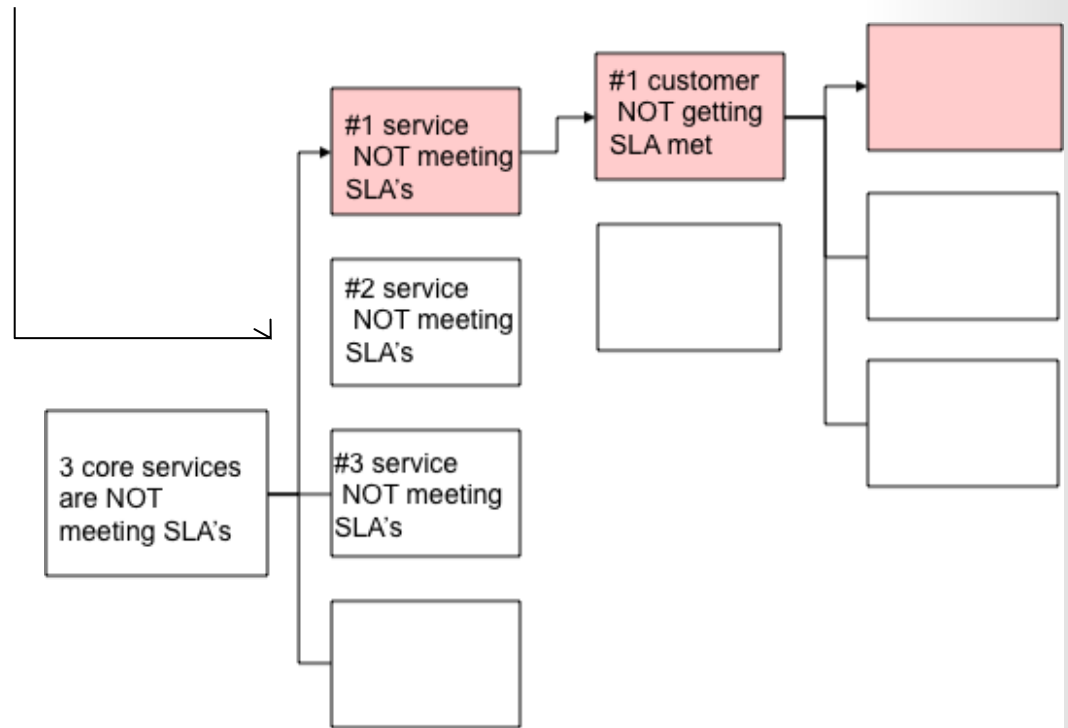 #1 service
NOT meeting
SLA’s
#1 customer
NOT getting
SLA met
#2 service
NOT meeting
SLA’s
3 core services
are NOT
meeting SLA’s
#3 service
NOT meeting
SLA’s